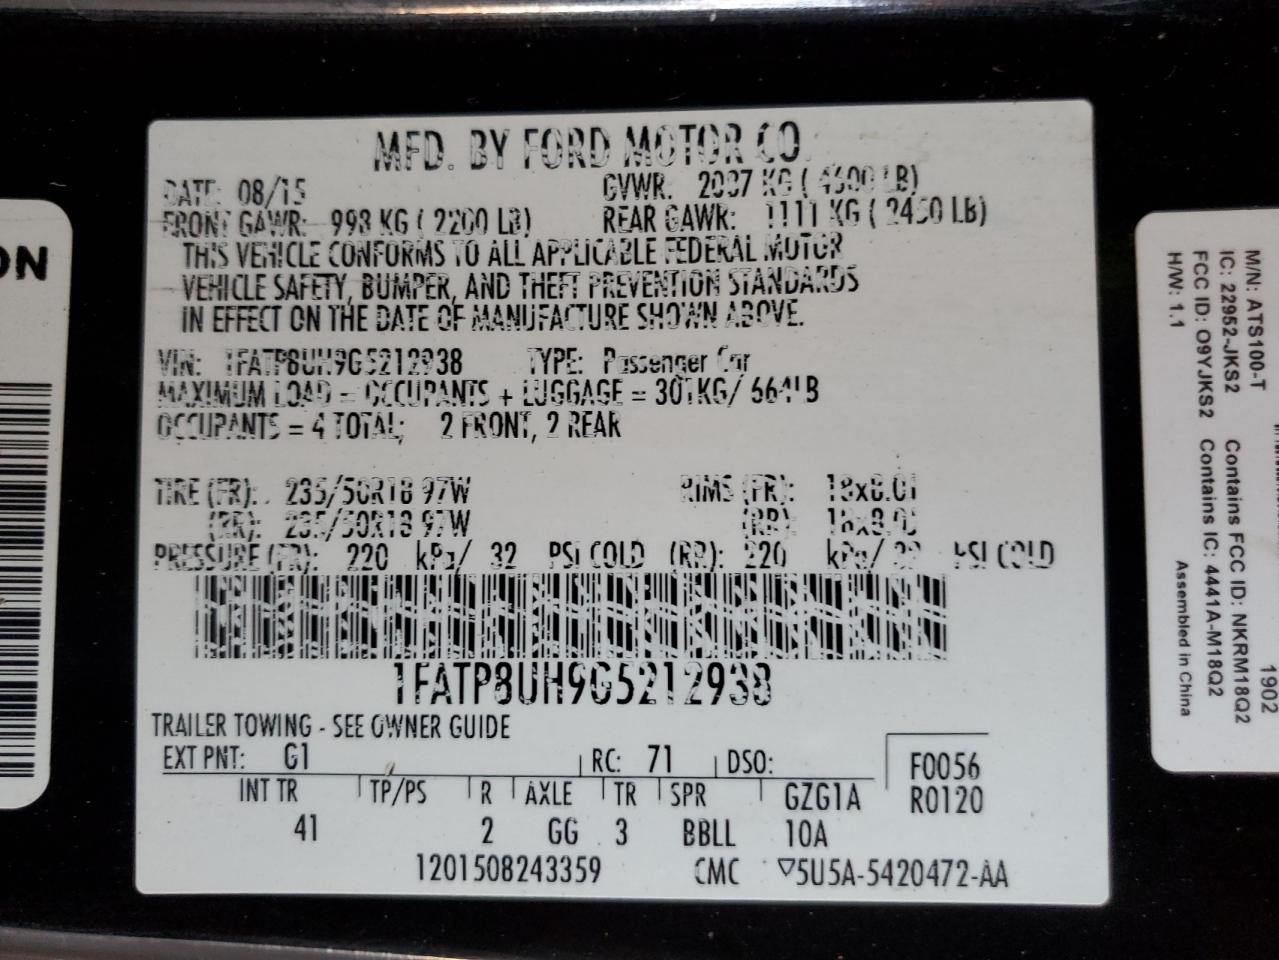 MFD. BY FORD MOTOR CO.
DATE: 08/15 GVWR: 2087 KG ( 4600 LB)
FRONT GAWR: 998 KG ( 2200 LB) REAR GAWR: 1111 KG ( 2450 LB)
THIS VEHICLE CONFORMS TO ALL APPLICABLE FEDERAL MOTOR
VEHICLE SAFETY, BUMPER, AND THEFT PREVENTION STANDARDS
IN EFFECT ON THE DATE OF MANUFACTURE SHOWN ABOVE.
VIN: 1FATP8UH9G5212938 TYPE: Passenger Car
MAXIMUM LOAD = OCCUPANTS + LUGGAGE = 301KG/ 664LB
OCCUPANTS = 4 TOTAL; 2 FRONT, 2 REAR
TIRE (FR): 235/50R18 97W RIMS (FR): 18x8.0J
(RR): 235/50R18 97W (RR): 18x8.0J
PRESSURE (FR): 220 kPa/ 32 PSI COLD (RR): 220 kPa/ 32 PSI COLD
1FATP8UH9G5212938
TRAILER TOWING - SEE OWNER GUIDE
EXT PNT: G1 RC: 71 DSO: F0056
INT TR TP/PS R AXLE TR SPR GZG1A R0120
41 2 GG 3 BBLL 10A
1201508243359 CMC ▽5U5A-5420472-AA
ON
M/N: ATS100-T
IC: 22952-JKS2 Contains FCC ID: NKRM18Q2
FCC ID: O9YJKS2 Contains IC: 4441A-M18Q2
H/W: 1.1 Assembled in China
1902